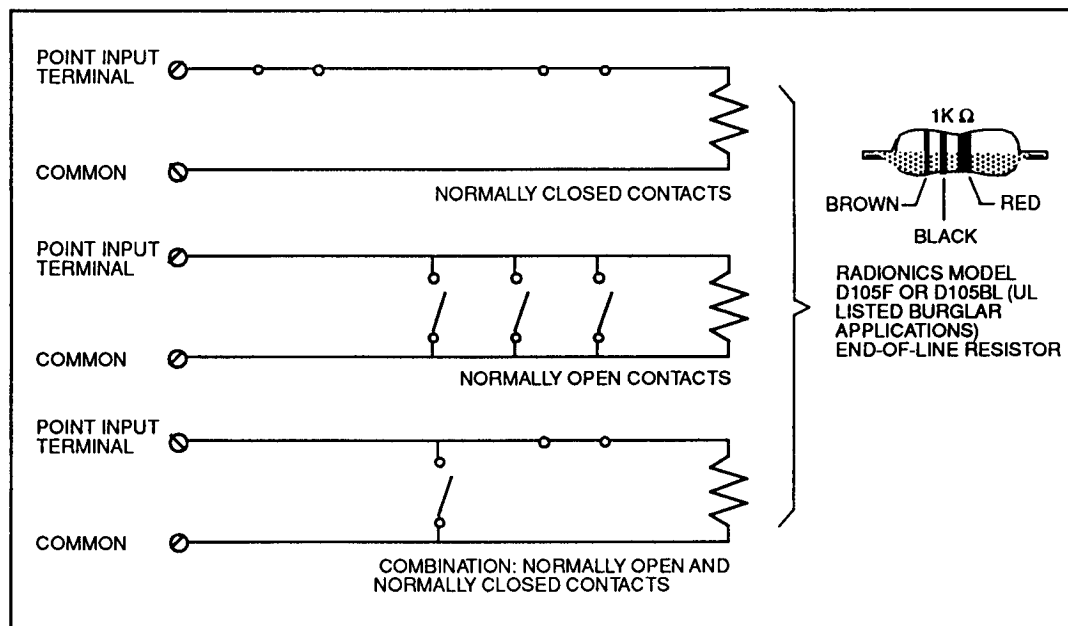 POINT INPUT
TERMINAL
COMMON
NORMALLY CLOSED CONTACTS
POINT INPUT
TERMINAL
COMMON
NORMALLY OPEN CONTACTS
POINT INPUT
TERMINAL
COMMON
COMBINATION: NORMALLY OPEN AND
NORMALLY CLOSED CONTACTS
1K Ω
BROWN
RED
BLACK
RADIONICS MODEL
D105F OR D105BL (UL
LISTED BURGLAR
APPLICATIONS)
END-OF-LINE RESISTOR